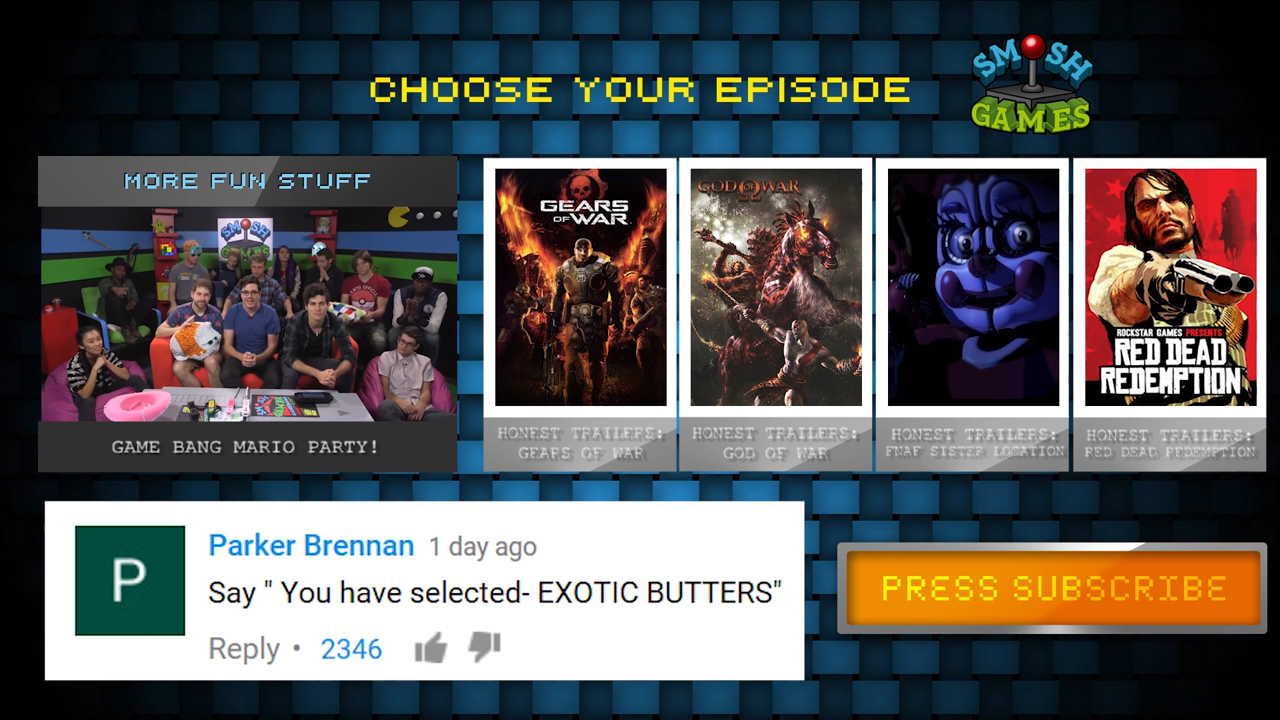 CHOOSE YOUR EPISODE
SMOSH
GAMES
MORE FUN STUFF
SMOSH
GAMES
GAME BANG MARIO PARTY!
GEARS
OF WAR
HONEST TRAILERS:
GEARS OF WAR
GOD OF WAR
II
HONEST TRAILERS:
GOD OF WAR
HONEST TRAILERS:
FNAF SISTER LOCATION
ROCKSTAR GAMES PRESENTS
RED DEAD
REDEMPTION
HONEST TRAILERS:
RED DEAD REDEMPTION
P
Parker Brennan 1 day ago
Say " You have selected- EXOTIC BUTTERS"
Reply • 2346
PRESS SUBSCRIBE